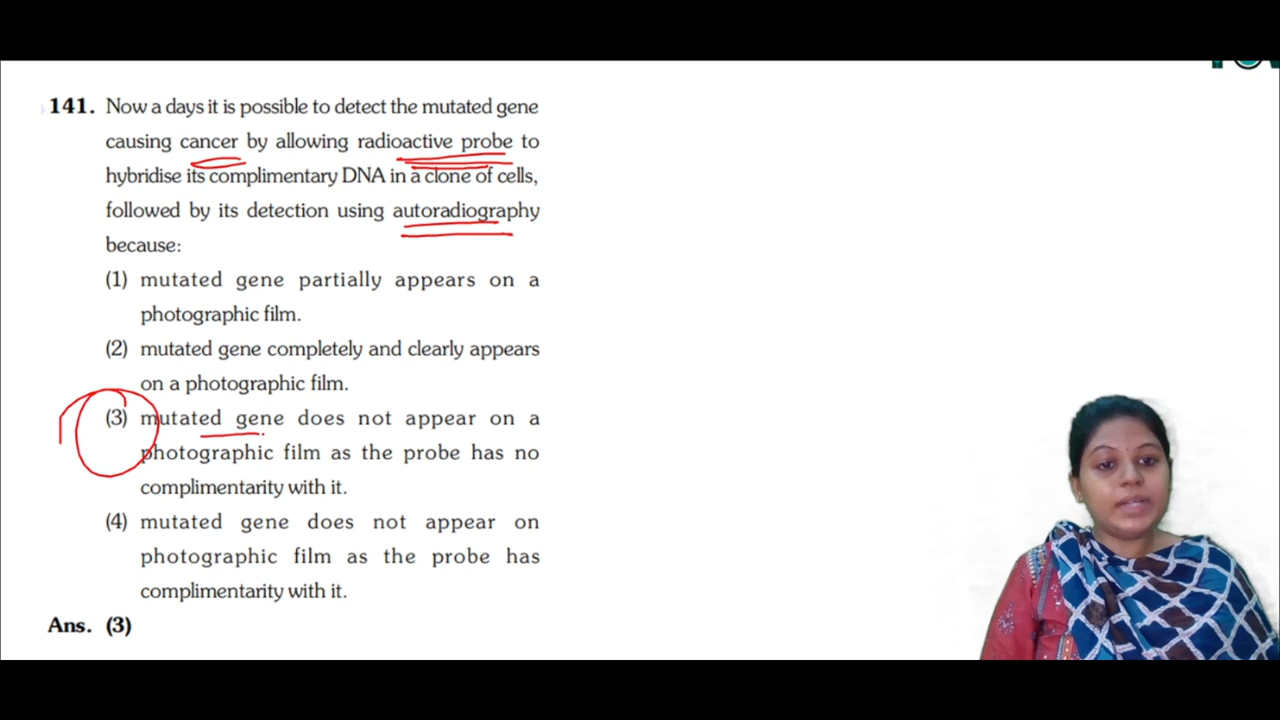 141. Now a days it is possible to detect the mutated gene
causing cancer by allowing radioactive probe to
hybridise its complimentary DNA in a clone of cells,
followed by its detection using autoradiography
because:
(1) mutated gene partially appears on a
photographic film.
(2) mutated gene completely and clearly appears
on a photographic film.
(3) mutated gene does not appear on a
photographic film as the probe has no
complimentarity with it.
(4) mutated gene does not appear on
photographic film as the probe has
complimentarity with it.
Ans. (3)